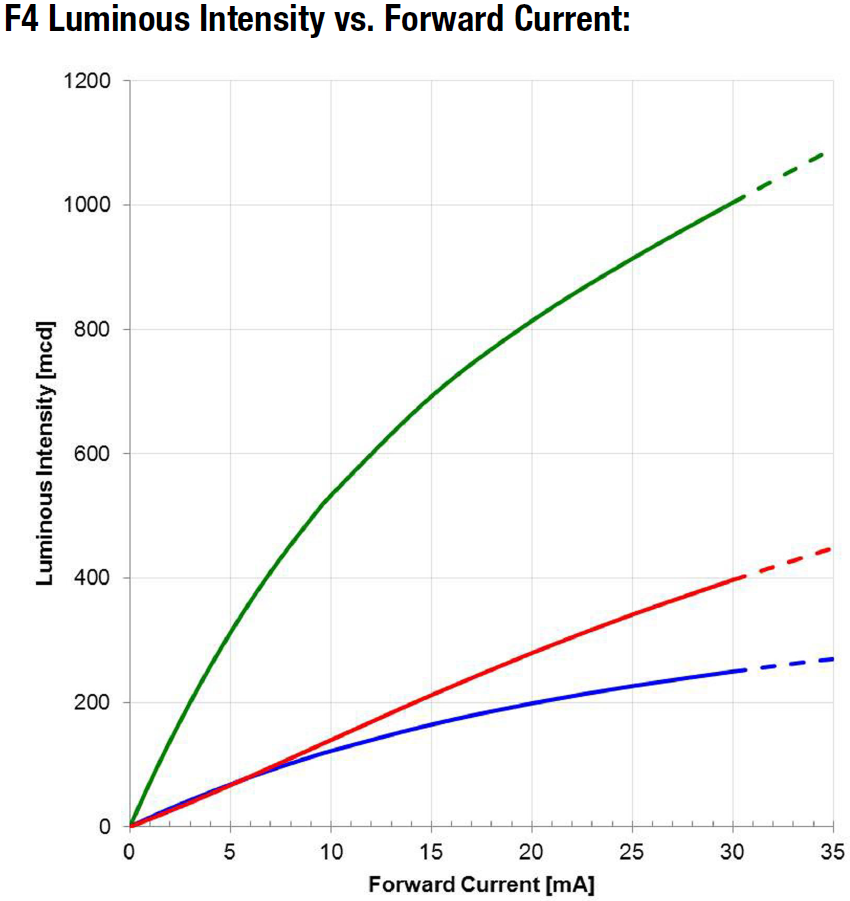 F4 Luminous Intensity vs. Forward Current:
1200
1000
800
600
400
200
0
Luminous Intensity [mcd]
0 5 10 15 20 25 30 35
Forward Current [mA]